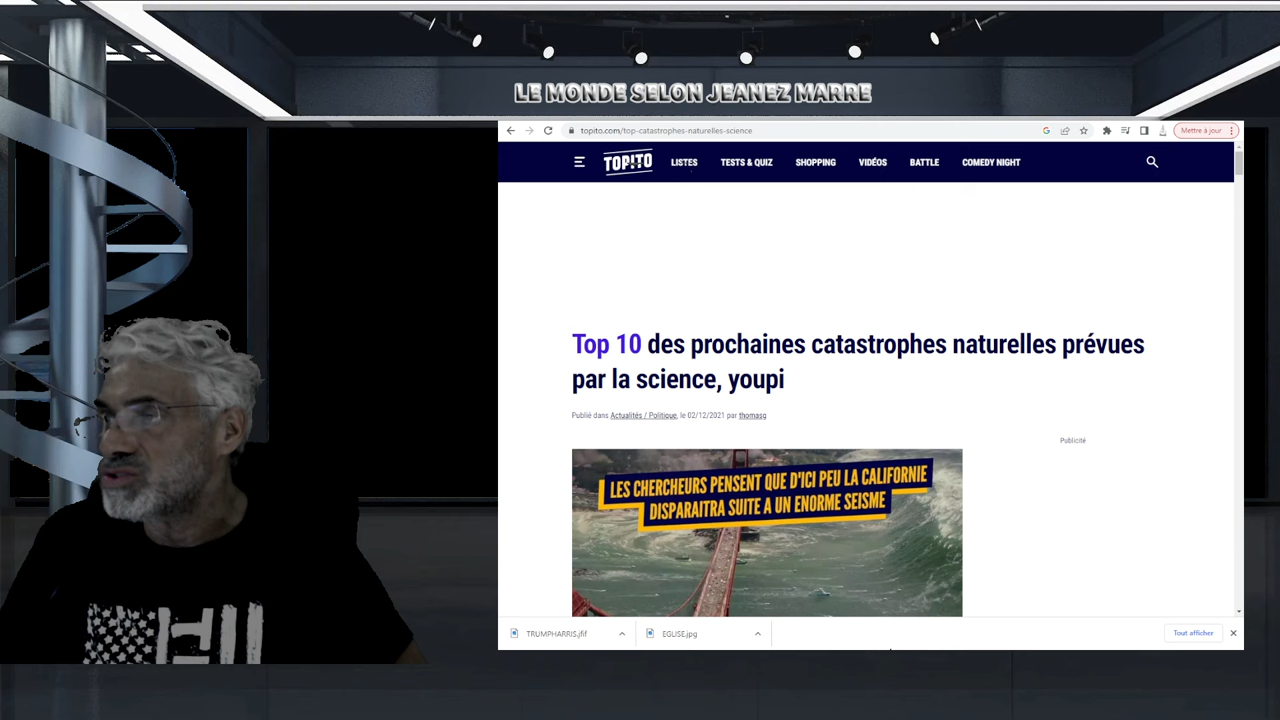 LE MONDE SELON JEANEZ MARRE
topito.com/top-catastrophes-naturelles-science
Mettre à jour
TOPITO LISTES TESTS & QUIZ SHOPPING VIDÉOS BATTLE COMEDY NIGHT
Top 10 des prochaines catastrophes naturelles prévues
par la science, youpi
Publié dans Actualités / Politique, le 02/12/2021 par thomasg
Publicité
LES CHERCHEURS PENSENT QUE D'ICI PEU LA CALIFORNIE
DISPARAITRA SUITE A UN ENORME SEISME
TRUMPHARRIS.jfif EGLISE.jpg Tout afficher